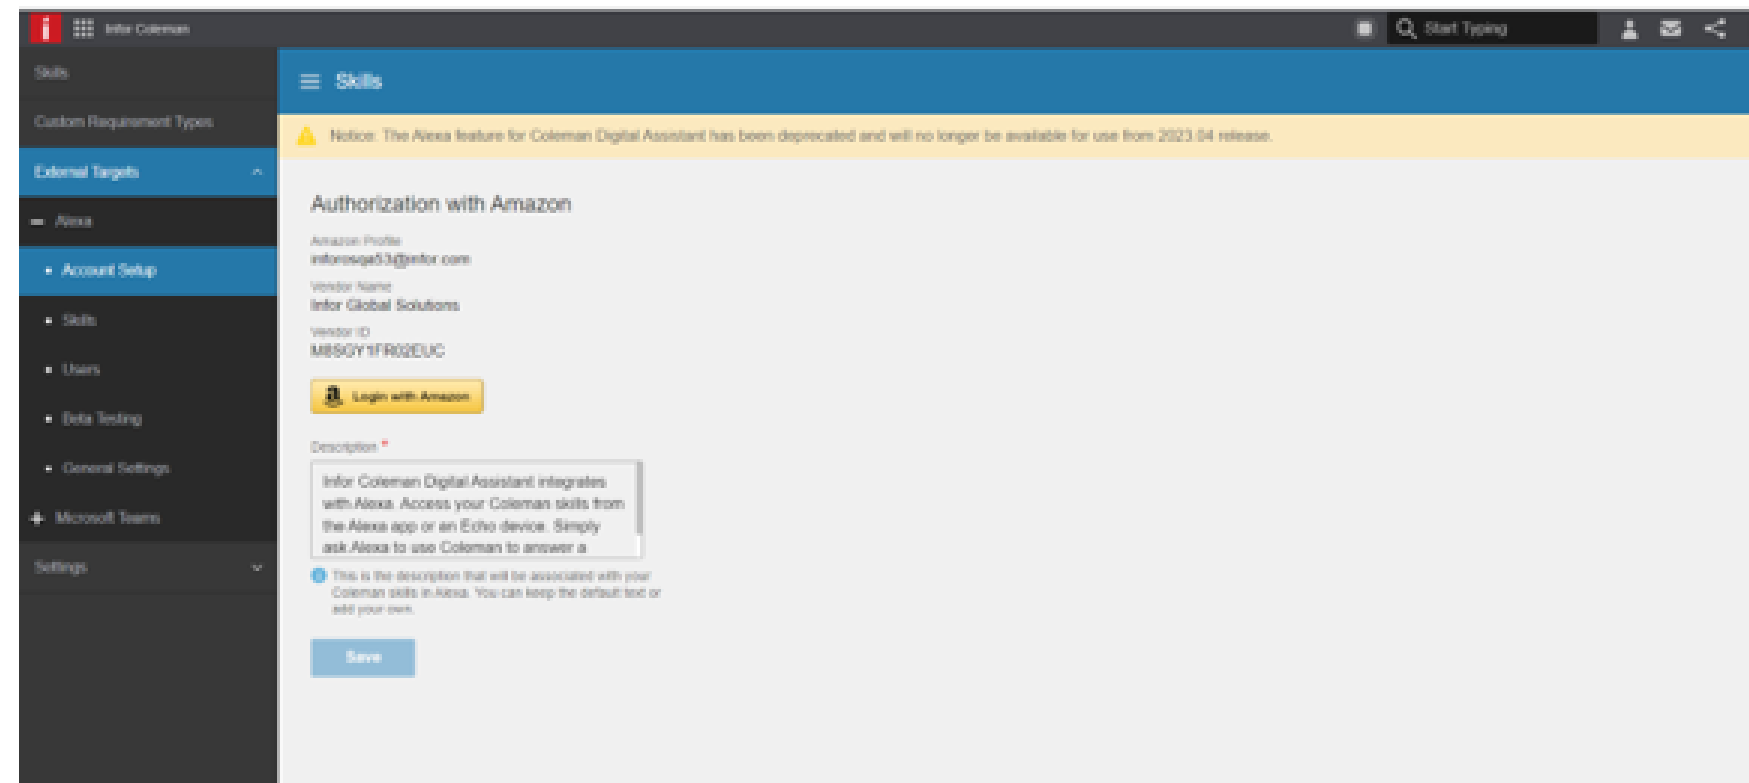 Infor Coleman
Start Typing
Skills
Custom Requirement Types
External Targets
Alexa
Account Setup
Skills
Users
Beta Testing
General Settings
Microsoft Teams
Settings
Skills
Notice: The Alexa feature for Coleman Digital Assistant has been deprecated and will no longer be available for use from 2023.04 release.
Authorization with Amazon
Amazon Profile
inforosqa53@infor.com
Vendor Name
Infor Global Solutions
Vendor ID
Login with Amazon
Description *
Infor Coleman Digital Assistant integrates
with Alexa. Access your Coleman skills from
the Alexa app or an Echo device. Simply
ask Alexa to use Coleman to answer a
This is the description that will be associated with your
Coleman skills in Alexa. You can keep the default text or
add your own.
Save